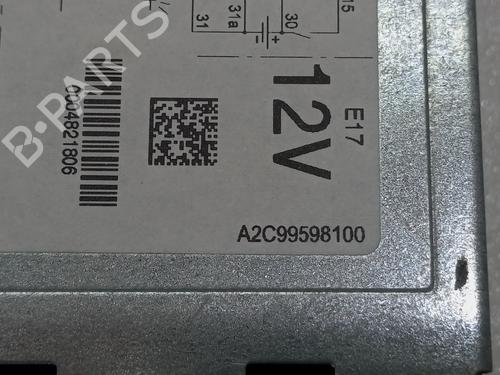 15
30
31a
31
- +
E17
12V
0004821806
A2C99598100
B-PARTS